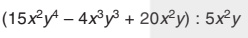 (15x²y⁴ – 4x³y³ + 20x²y) : 5x²y